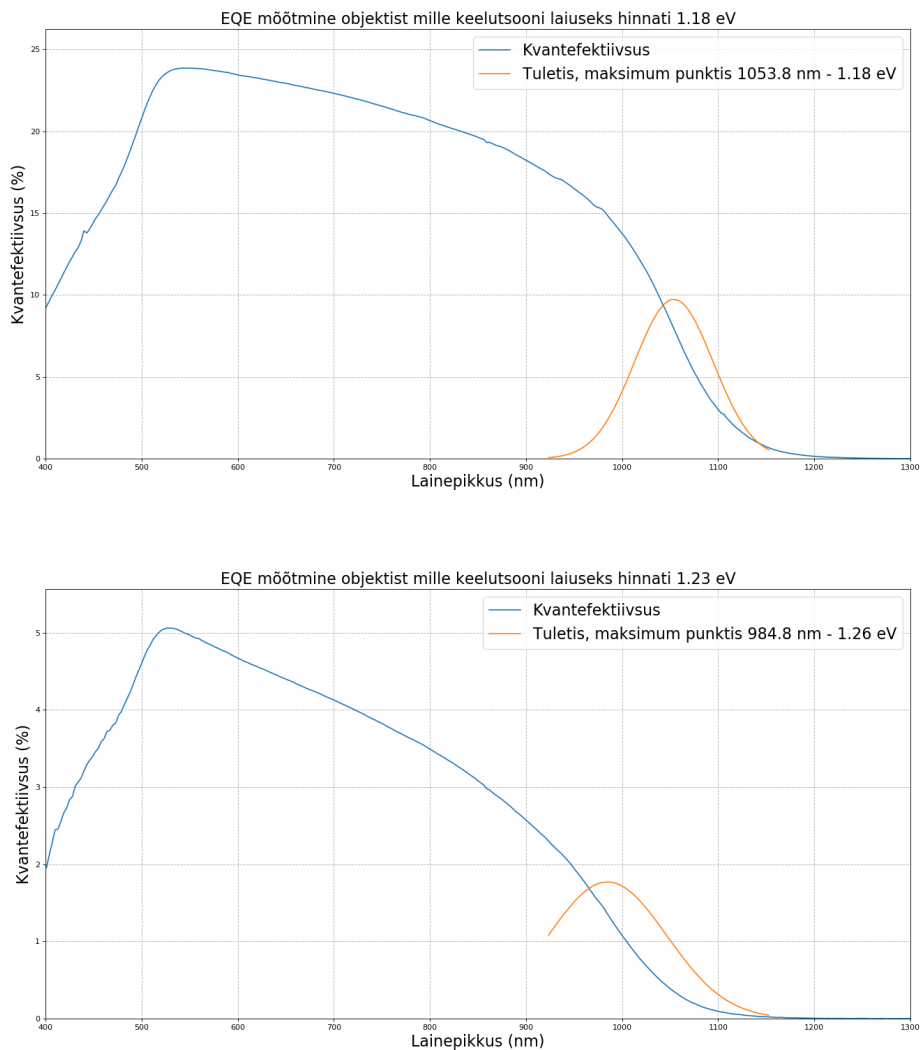 EQE mõõtmine objektist mille keelutsooni laiuseks hinnati 1.18 eV
Kvantefektiivsus
Tuletis, maksimum punktis 1053.8 nm - 1.18 eV
Kvantefektiivsus (%)
25
20
15
10
5
0
400 500 600 700 800 900 1000 1100 1200 1300
Lainepikkus (nm)
EQE mõõtmine objektist mille keelutsooni laiuseks hinnati 1.23 eV
Kvantefektiivsus
Tuletis, maksimum punktis 984.8 nm - 1.26 eV
Kvantefektiivsus (%)
5
4
3
2
1
0
400 500 600 700 800 900 1000 1100 1200 1300
Lainepikkus (nm)